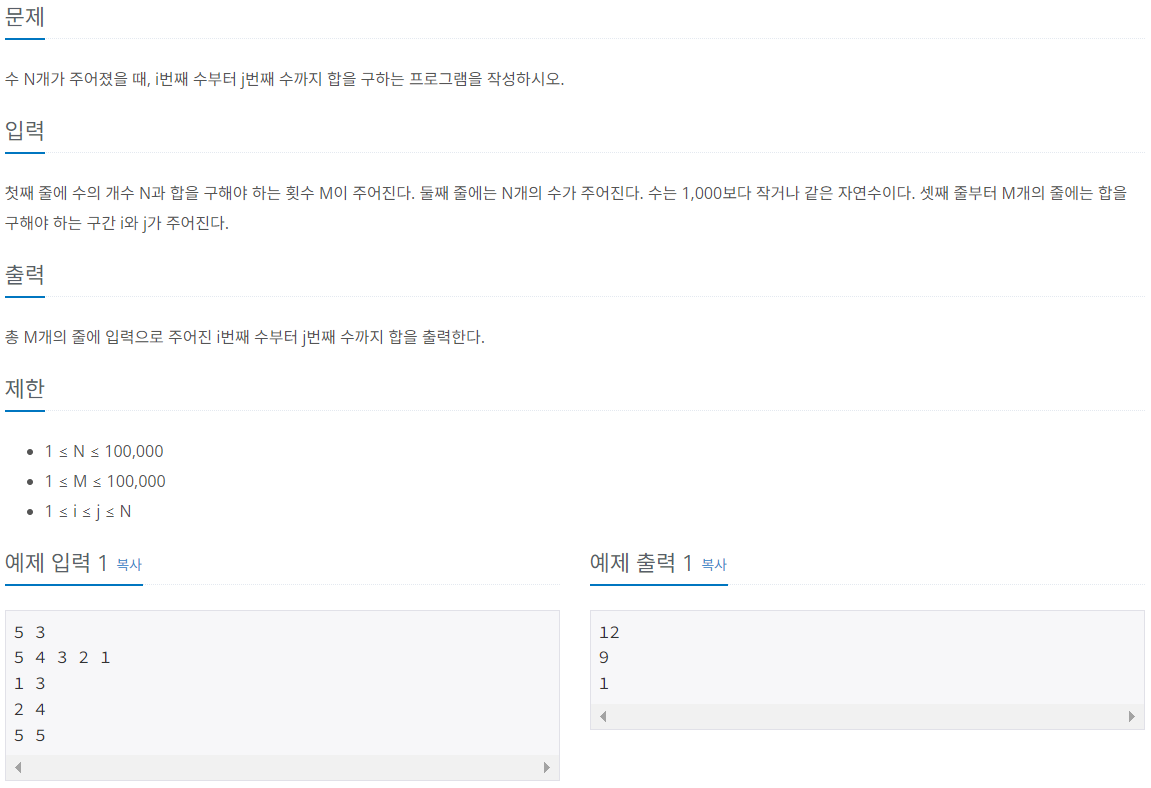 문제
수 N개가 주어졌을 때, i번째 수부터 j번째 수까지 합을 구하는 프로그램을 작성하시오.
입력
첫째 줄에 수의 개수 N과 합을 구해야 하는 횟수 M이 주어진다. 둘째 줄에는 N개의 수가 주어진다. 수는 1,000보다 작거나 같은 자연수이다. 셋째 줄부터 M개의 줄에는 합을
구해야 하는 구간 i와 j가 주어진다.
출력
총 M개의 줄에 입력으로 주어진 i번째 수부터 j번째 수까지 합을 출력한다.
제한
• 1 ≤ N ≤ 100,000
• 1 ≤ M ≤ 100,000
• 1 ≤ i ≤ j ≤ N
예제 입력 1 복사
5 3
5 4 3 2 1
1 3
2 4
5 5
예제 출력 1 복사
12
9
1